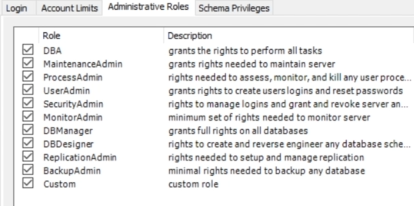 Login Account Limits Administrative Roles Schema Privileges
Role Description
DBA grants the rights to perform all tasks
MaintenanceAdmin grants rights needed to maintain server
ProcessAdmin rights needed to assess, monitor, and kill any user proce...
UserAdmin grants rights to create users logins and reset passwords
SecurityAdmin rights to manage logins and grant and revoke server an...
MonitorAdmin minimum set of rights needed to monitor server
DBManager grants full rights on all databases
DBDesigner rights to create and reverse engineer any database sche...
ReplicationAdmin rights needed to setup and manage replication
BackupAdmin minimal rights needed to backup any database
Custom custom role